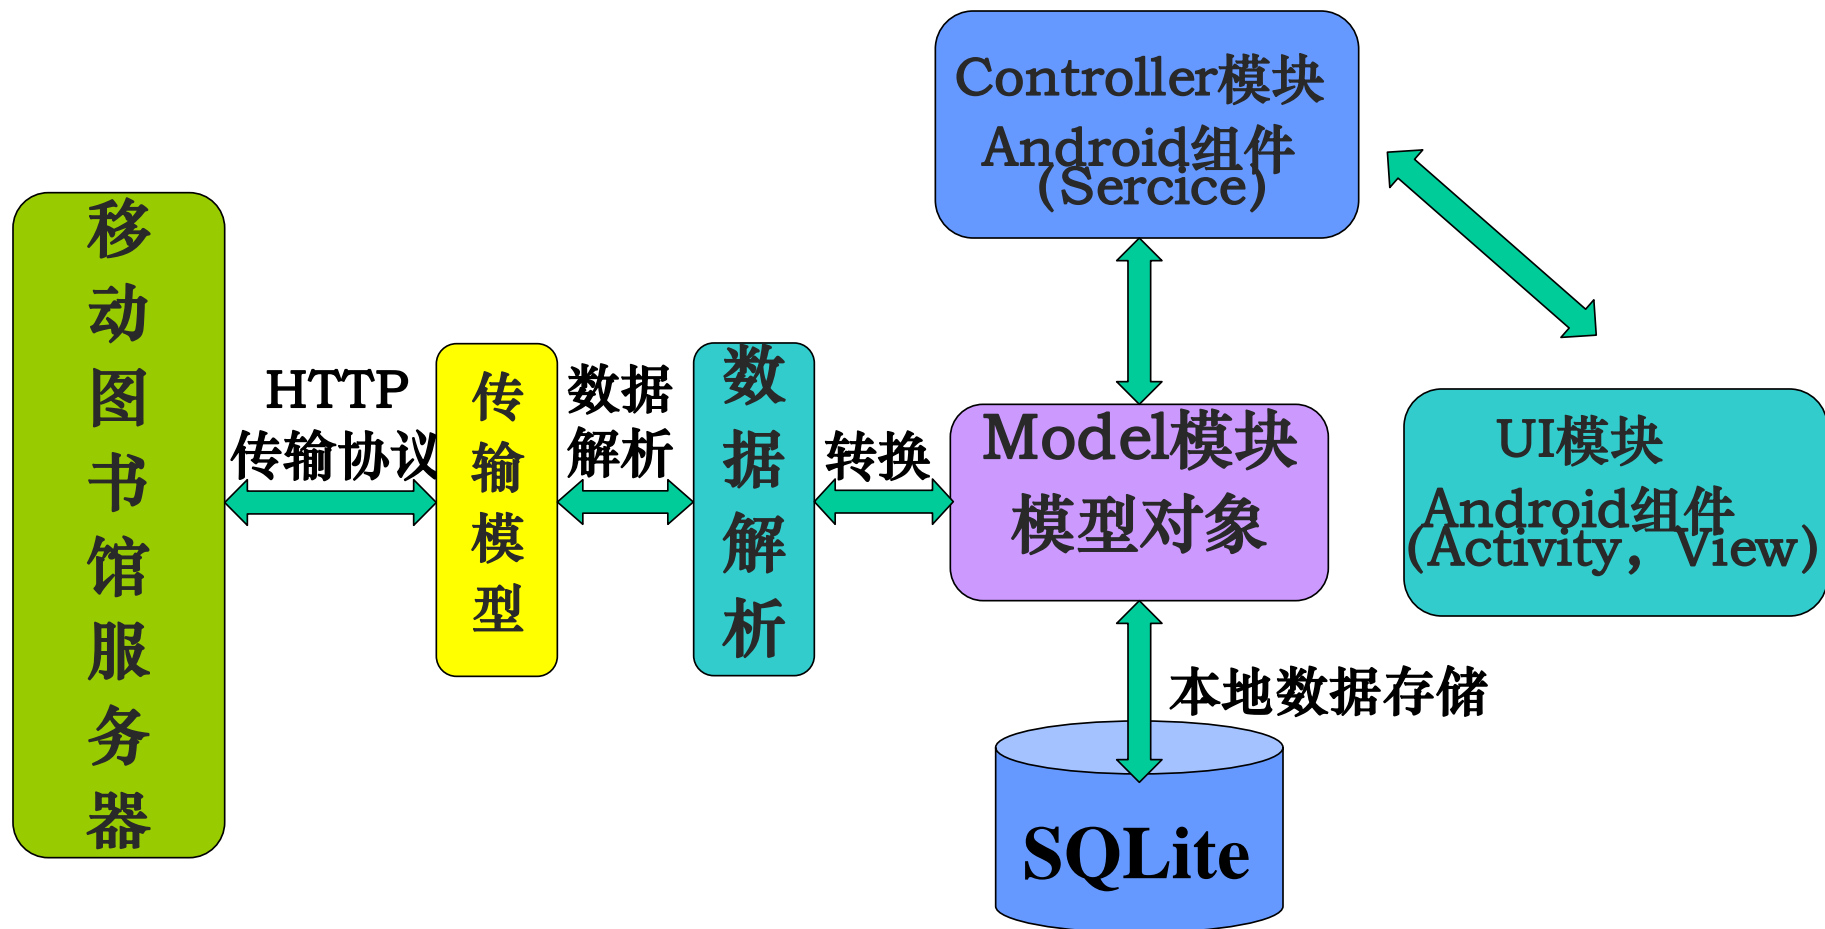 Controller模块
Android组件
(Sercice)
移动图书馆服务器
HTTP
传输协议
传输模型
数据
解析
数据解析
转换
Model模块
模型对象
UI模块
Android组件
(Activity，View)
本地数据存储
SQLite